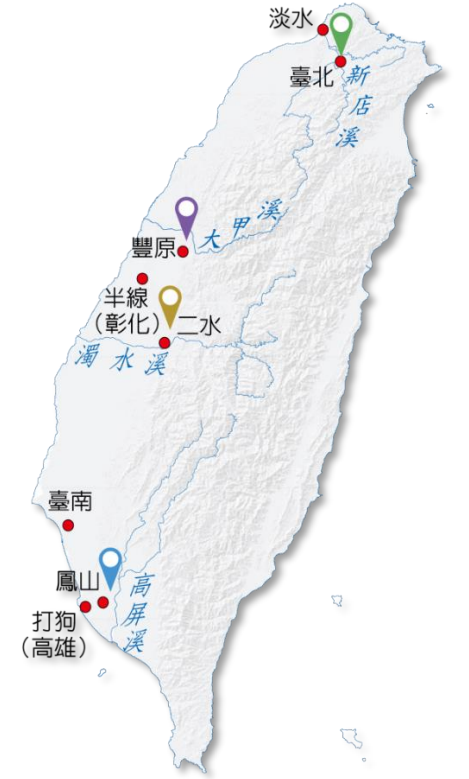 淡水
臺北
新店溪
豐原
大甲溪
半線
（彰化）
二水
濁水溪
臺南
鳳山
打狗
（高雄）
高屏溪